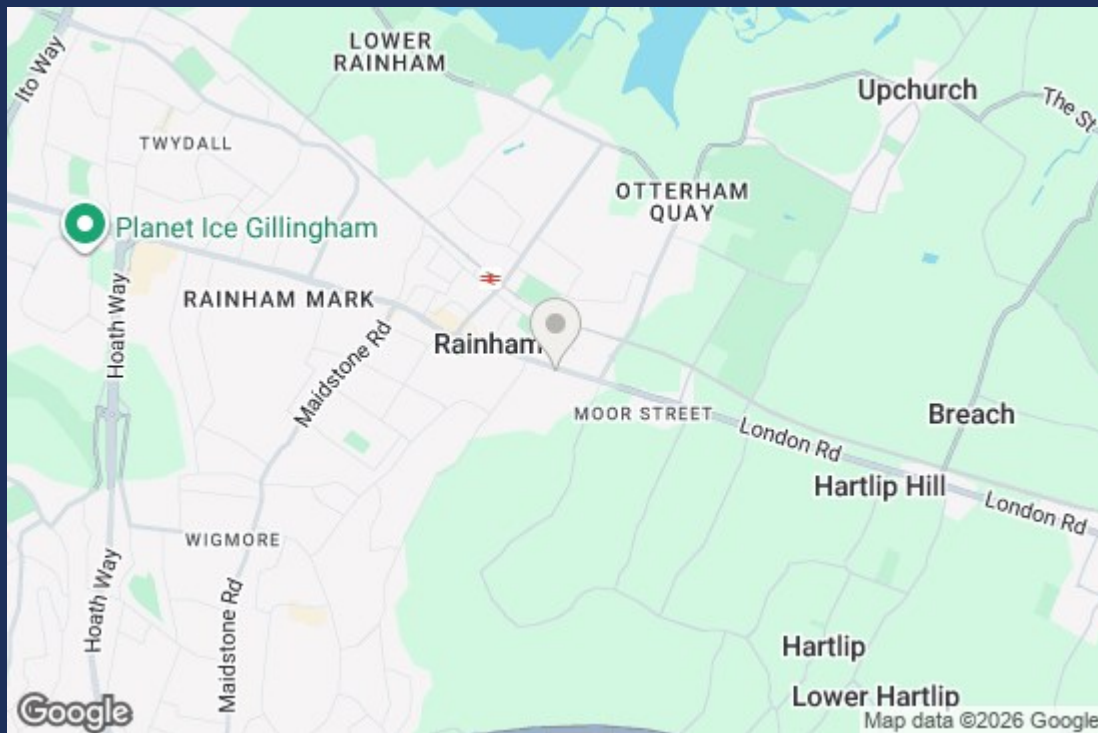 LOWER
RAINHAM
Ito Way
Upchurch
The St
TWYDALL
OTTERHAM
QUAY
Planet Ice Gillingham
RAINHAM MARK
Hoath Way
Maidstone Rd
Rainham
MOOR STREET
London Rd
Breach
Hartlip Hill
London Rd
WIGMORE
Hoath Way
Maidstone Rd
Hartlip
Lower Hartlip
Google
Map data ©2026 Google